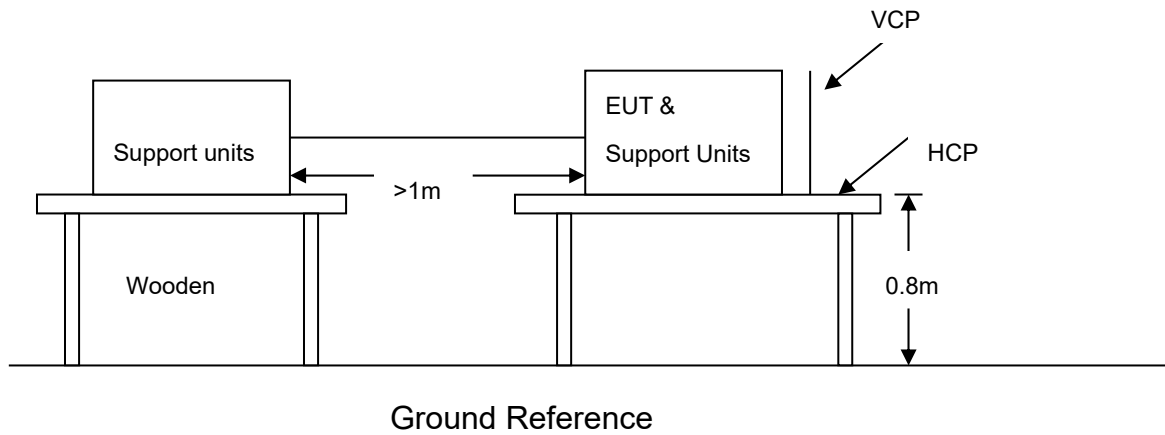 VCP
EUT &
Support Units
Support units
HCP
>1m
Wooden
0.8m
Ground Reference